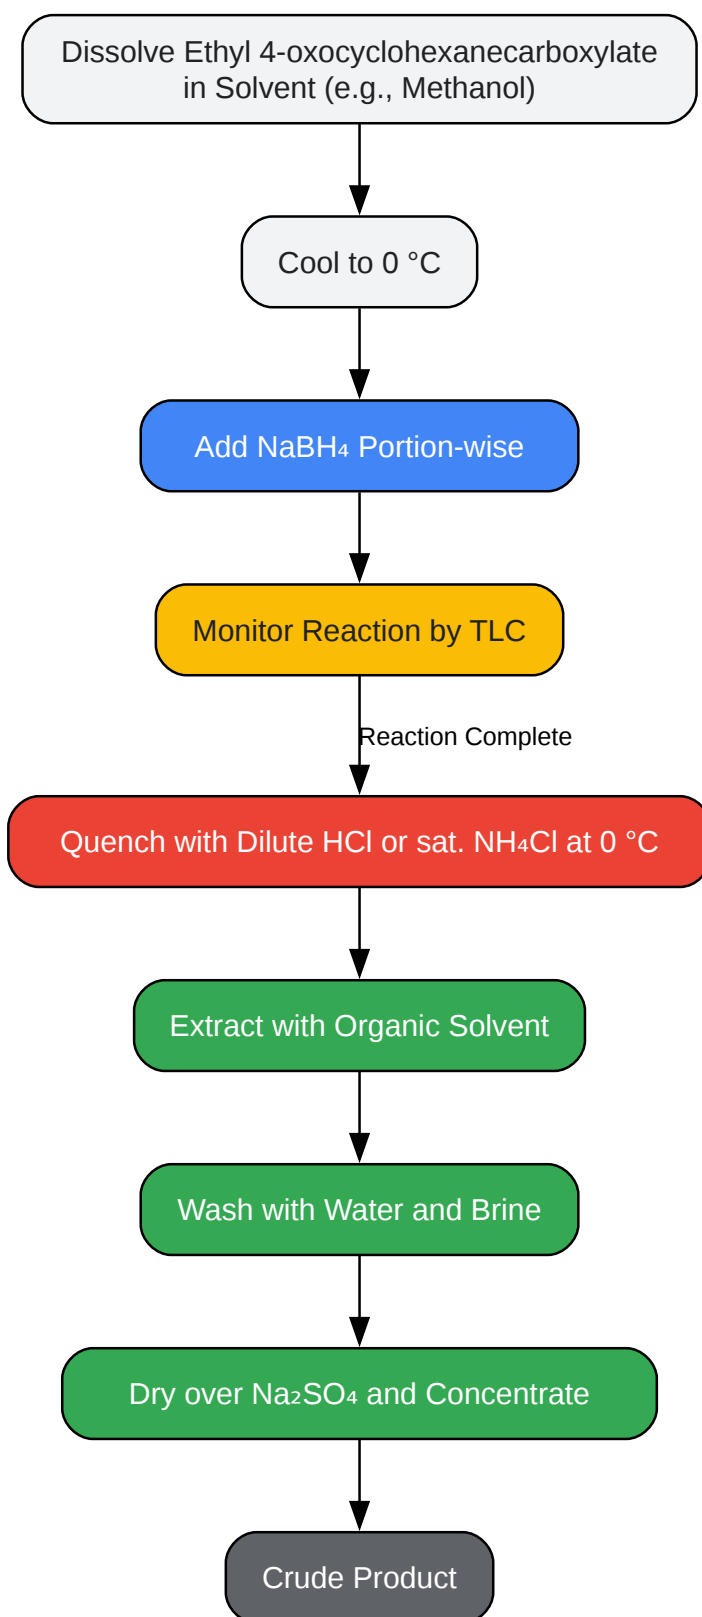 Dissolve Ethyl 4-oxocyclohexanecarboxylate
in Solvent (e.g., Methanol)
Cool to 0 °C
Add NaBH₄ Portion-wise
Monitor Reaction by TLC
Reaction Complete
Quench with Dilute HCl or sat. NH₄Cl at 0 °C
Extract with Organic Solvent
Wash with Water and Brine
Dry over Na₂SO₄ and Concentrate
Crude Product